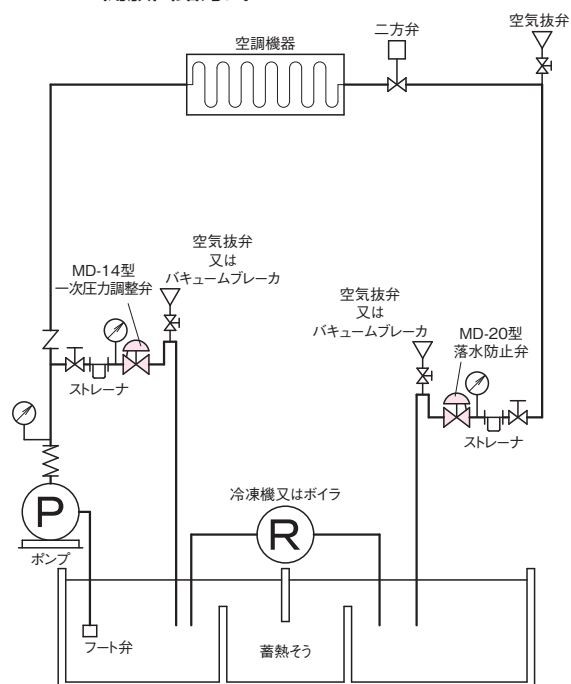 二方弁
空気抜弁
空調機器
空気抜弁
又は
バキュームブレーカ
MD-14型
一次圧力調整弁
空気抜弁
又は
バキュームブレーカ
MD-20型
落水防止弁
ストレーナ
ストレーナ
冷凍機又はボイラ
P
R
ポンプ
フート弁
蓄熱そう